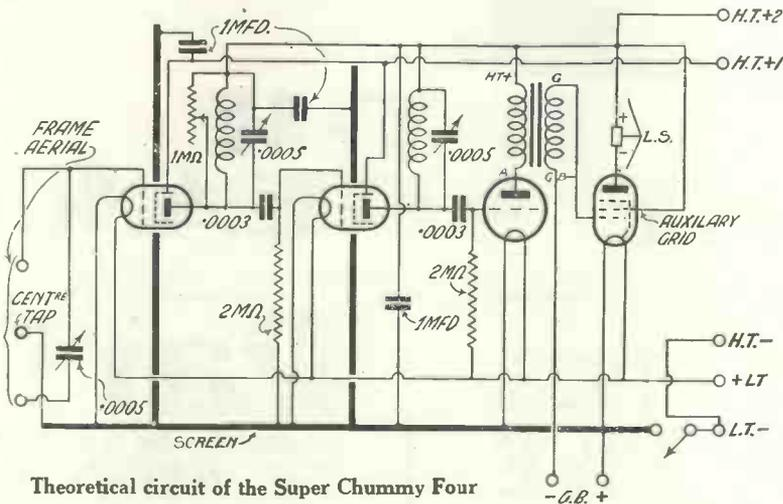 1MFD.
H.T.+2
H.T.+1
HT+
G
FRAME
AERIAL
1MΩ
.0005
.0005
+
L.S.
-
A
G B
.0003
.0003
AUXILARY
GRID
CENTRE
TAP
2MΩ
2MΩ
1MFD
H.T.-
+LT
.0005
SCREEN
L.T.-
Theoretical circuit of the Super Chummy Four
- G.B. +